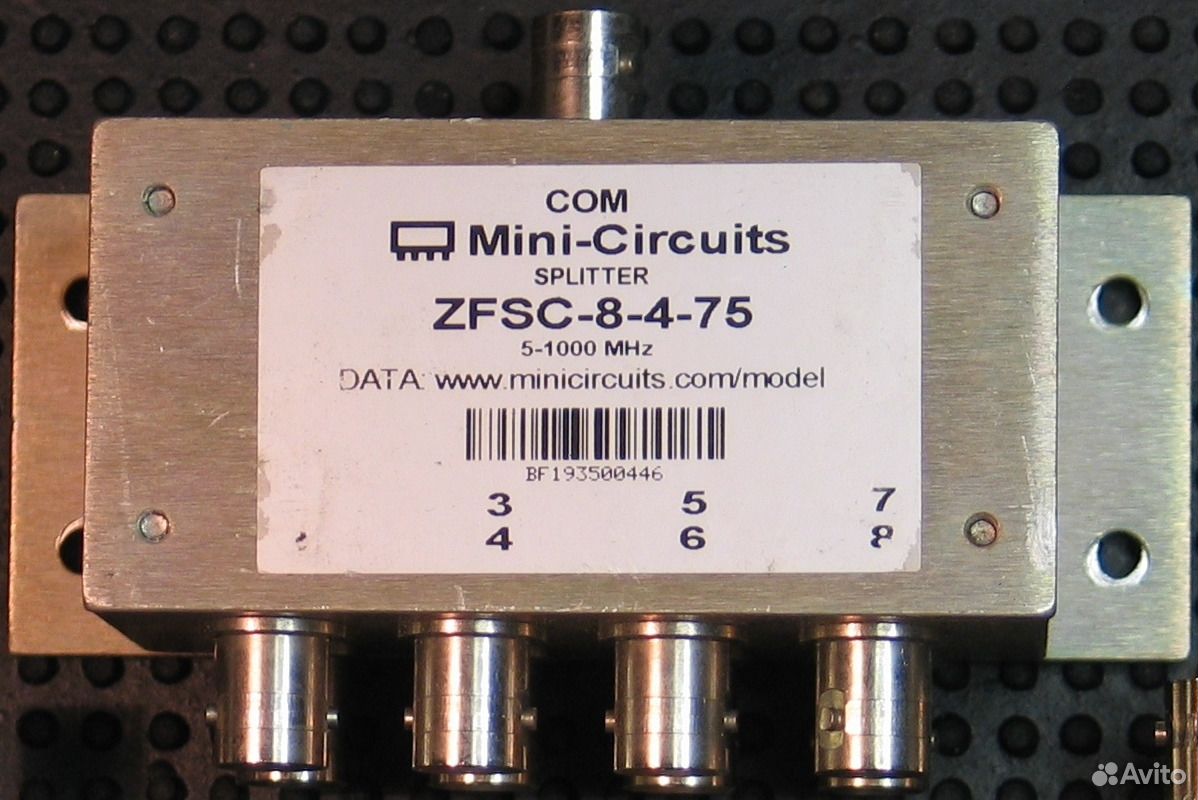 COM
Mini-Circuits
SPLITTER
ZFSC-8-4-75
5-1000 MHz
DATA: www.minicircuits.com/model
BF193500446
3 5 7
4 6 8
Avito